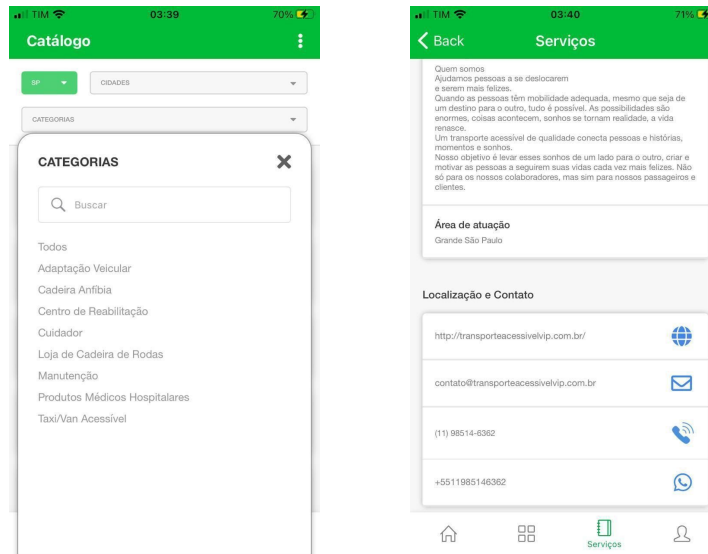 TIM 03:39 70%
Catálogo
SP CIDADES
CATEGORIAS
CATEGORIAS
Buscar
Todos
Adaptação Veicular
Cadeira Anfíbia
Centro de Reabilitação
Cuidador
Loja de Cadeira de Rodas
Manutenção
Produtos Médicos Hospitalares
Taxi/Van Acessível
TIM 03:40 71%
Back Serviços
Quem somos
Ajudamos pessoas a se deslocarem
e serem mais felizes.
Quando as pessoas têm mobilidade adequada, mesmo que seja de
um destino para o outro, tudo é possível. As possibilidades são
enormes, coisas acontecem, sonhos se tornam realidade, a vida
renasce.
Um transporte acessível de qualidade conecta pessoas e histórias,
momentos e sonhos.
Nosso objetivo é levar esses sonhos de um lado para o outro, criar e
motivar as pessoas a seguirem suas vidas cada vez mais felizes. Não
só para os nossos colaboradores, mas sim para nossos passageiros e
clientes.
Área de atuação
Grande São Paulo
Localização e Contato
http://transporteacessivelvip.com.br/
contato@transporteacessivelvip.com.br
(11) 98514-6362
+5511985146362
Serviços